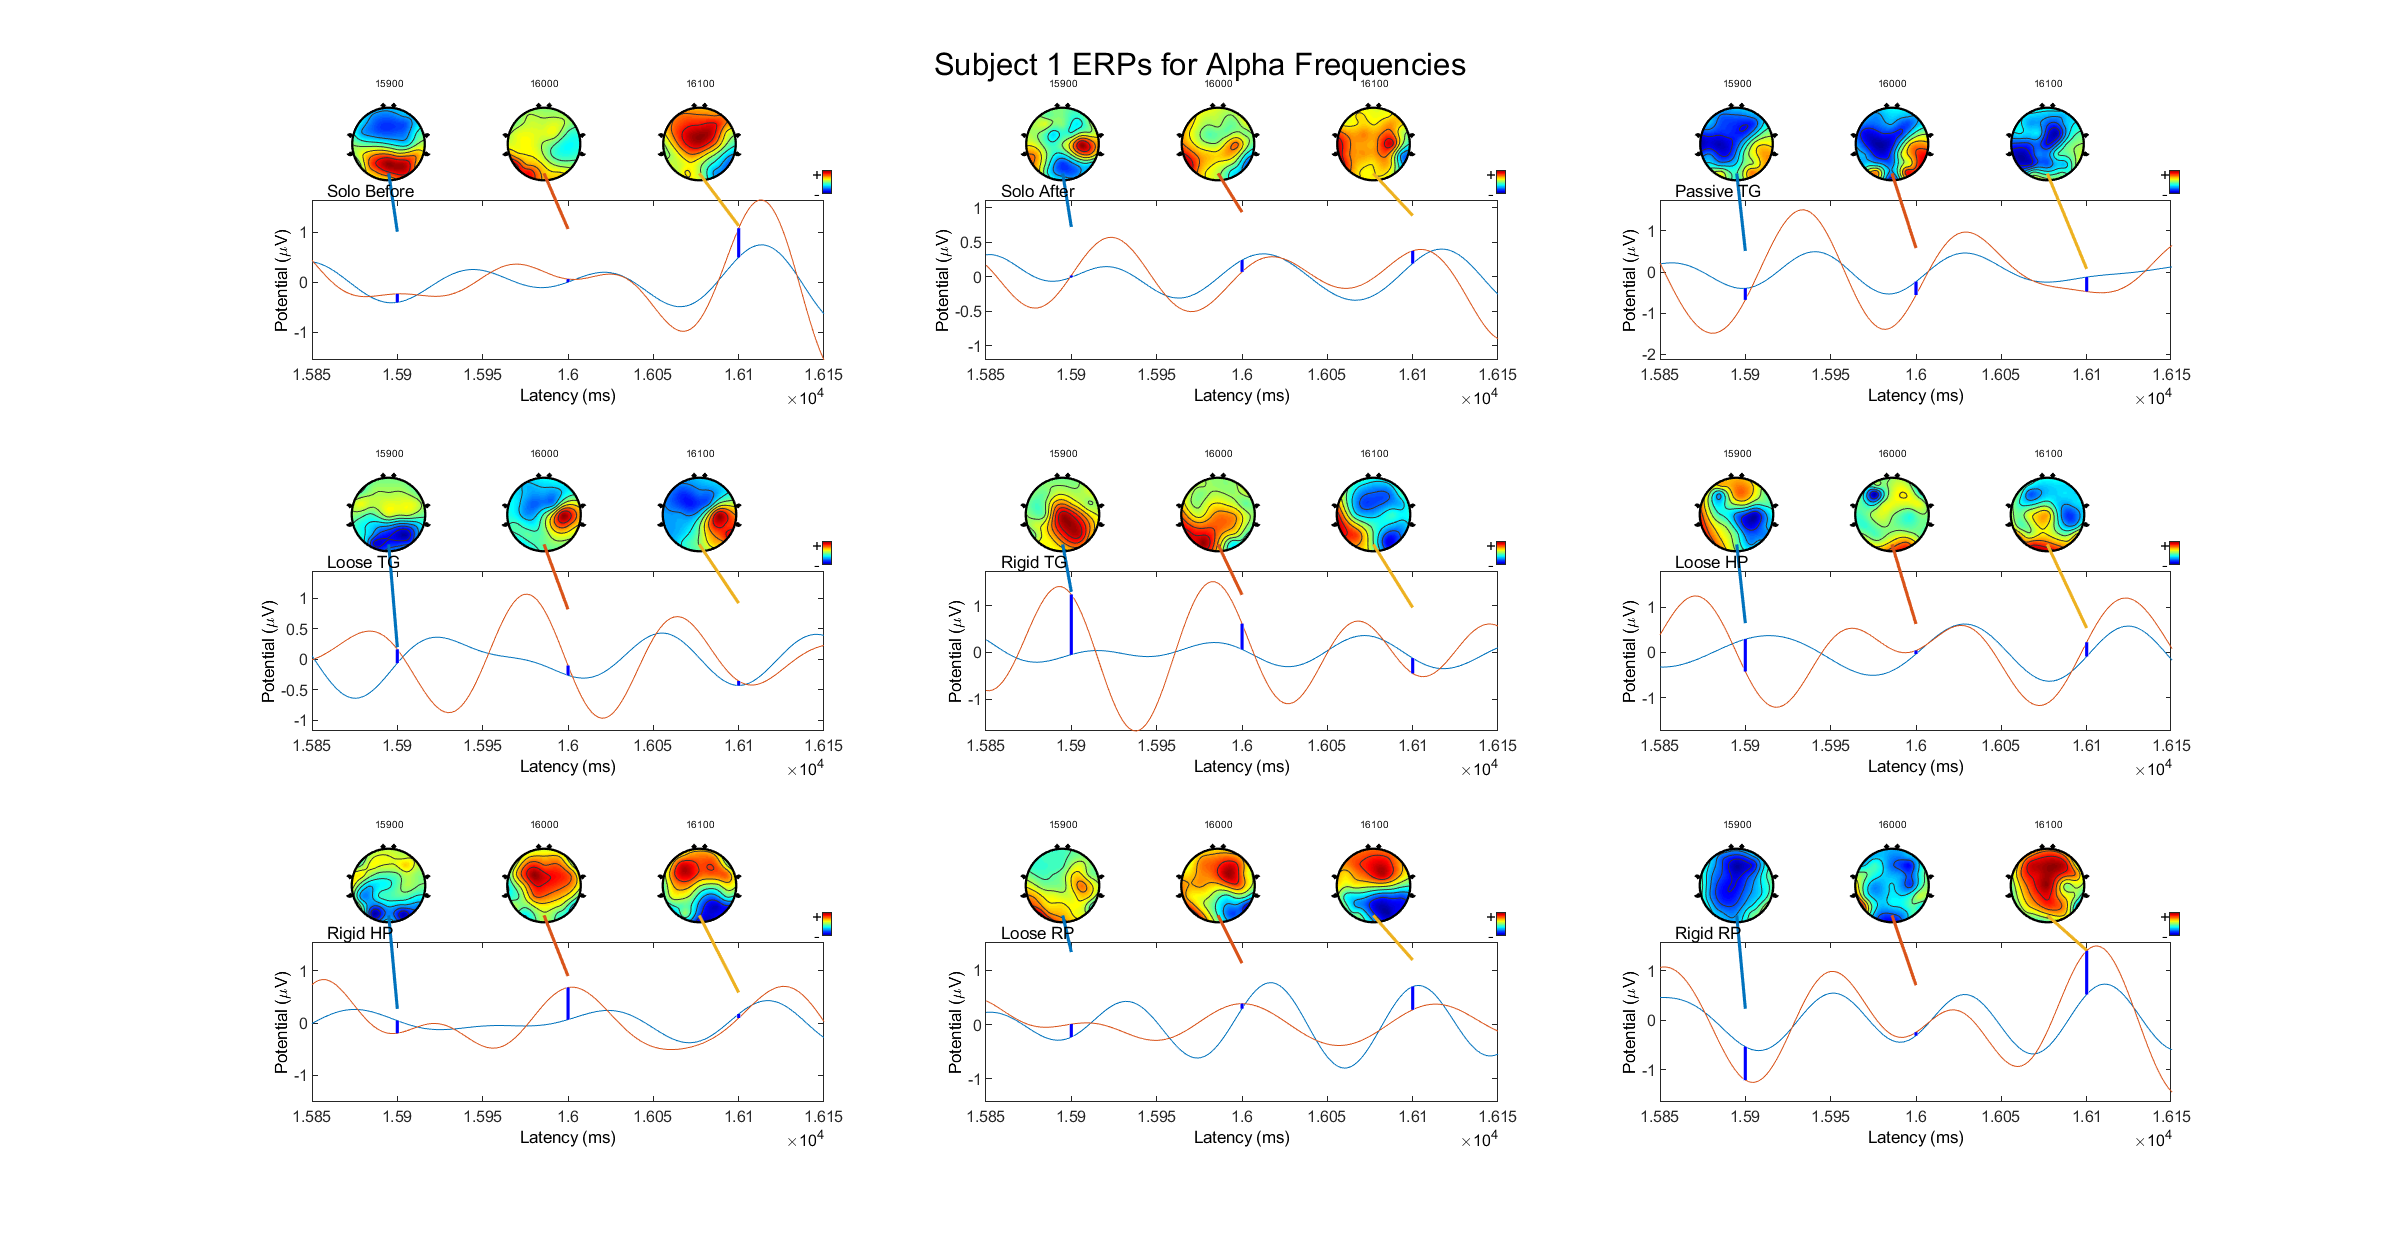 Subject 1 ERPs for Alpha Frequencies
15900 16000 16100
+
-
Solo Before
Potential (μV)
1
0
-1
1.585 1.59 1.595 1.6 1.605 1.61 1.615
Latency (ms)
×10^4
15900 16000 16100
+
-
Solo After
Potential (μV)
1
0.5
0
-0.5
-1
1.585 1.59 1.595 1.6 1.605 1.61 1.615
Latency (ms)
×10^4
15900 16000 16100
+
-
Passive TG
Potential (μV)
1
0
-1
-2
1.585 1.59 1.595 1.6 1.605 1.61 1.615
Latency (ms)
×10^4
15900 16000 16100
+
-
Loose TG
Potential (μV)
1
0.5
0
-0.5
-1
1.585 1.59 1.595 1.6 1.605 1.61 1.615
Latency (ms)
×10^4
15900 16000 16100
+
-
Rigid TG
Potential (μV)
1
0
-1
1.585 1.59 1.595 1.6 1.605 1.61 1.615
Latency (ms)
×10^4
15900 16000 16100
+
-
Loose HP
Potential (μV)
1
0
-1
1.585 1.59 1.595 1.6 1.605 1.61 1.615
Latency (ms)
×10^4
15900 16000 16100
+
-
Rigid HP
Potential (μV)
1
0
-1
1.585 1.59 1.595 1.6 1.605 1.61 1.615
Latency (ms)
×10^4
15900 16000 16100
+
-
Loose RP
Potential (μV)
1
0
-1
1.585 1.59 1.595 1.6 1.605 1.61 1.615
Latency (ms)
×10^4
15900 16000 16100
+
-
Rigid RP
Potential (μV)
1
0
-1
1.585 1.59 1.595 1.6 1.605 1.61 1.615
Latency (ms)
×10^4